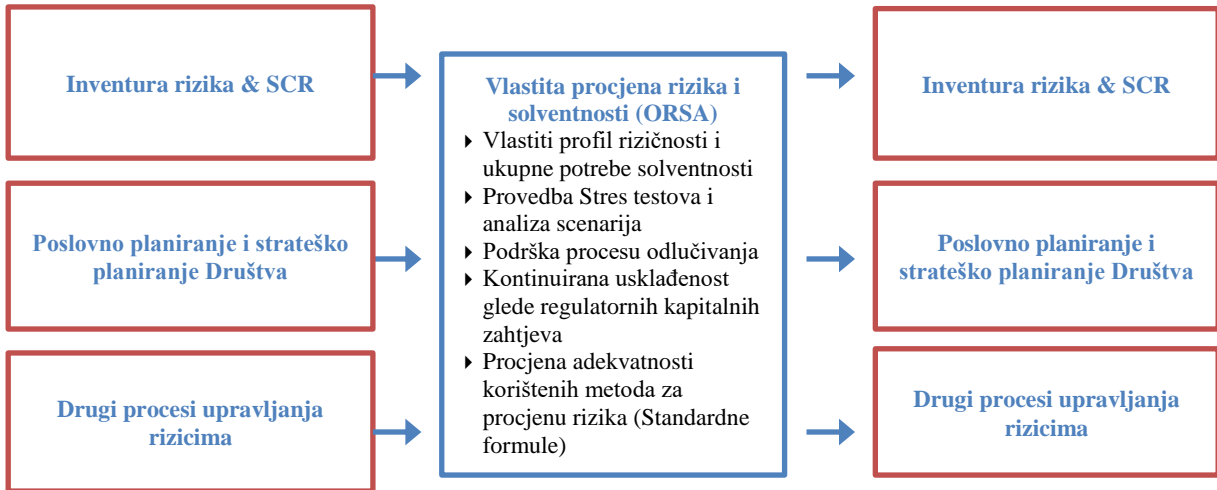 Inventura rizika & SCR
Poslovno planiranje i strateško
planiranje Društva
Drugi procesi upravljanja
rizicima
Vlastita procjena rizika i
solventnosti (ORSA)
Vlastiti profil rizičnosti i
ukupne potrebe solventnosti
Provedba Stres testova i
analiza scenarija
Podrška procesu odlučivanja
Kontinuirana usklađenost
glede regulatornih kapitalnih
zahtjeva
Procjena adekvatnosti
korištenih metoda za
procjenu rizika (Standardne
formule)
Inventura rizika & SCR
Poslovno planiranje i
strateško planiranje Društva
Drugi procesi upravljanja
rizicima